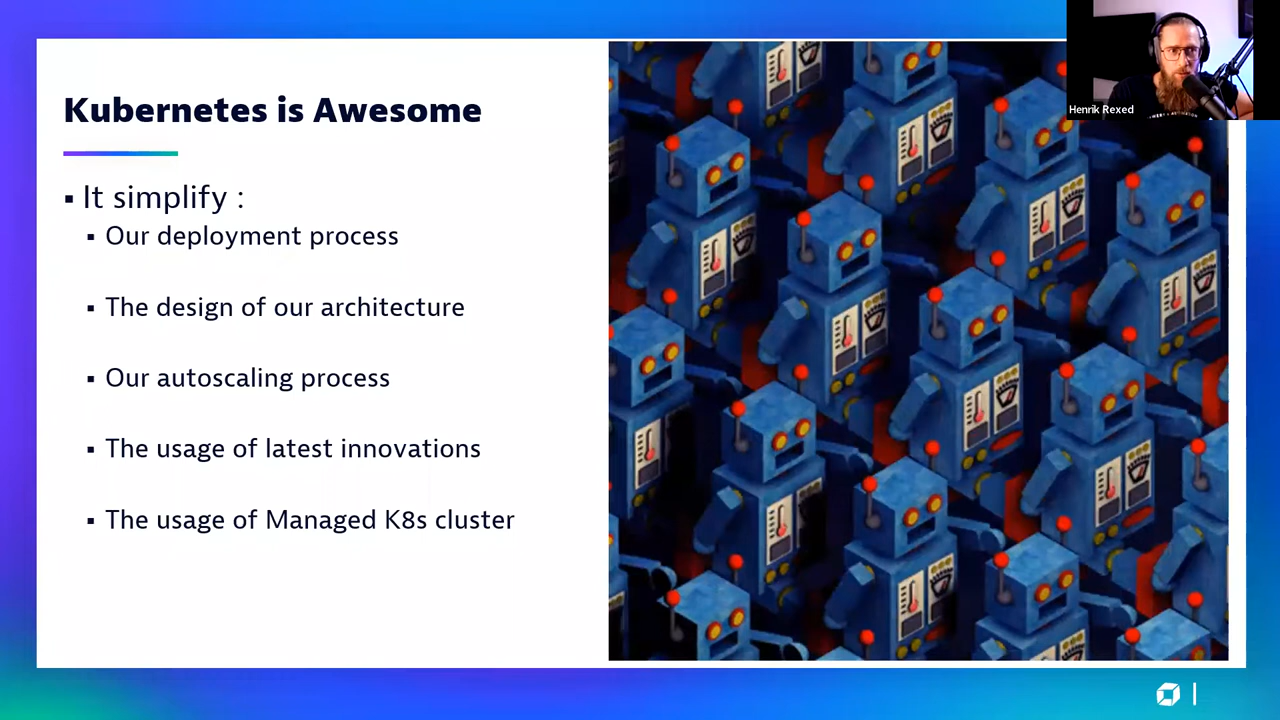 Kubernetes is Awesome
It simplify :
Our deployment process
The design of our architecture
Our autoscaling process
The usage of latest innovations
The usage of Managed K8s cluster
Henrik Rexed